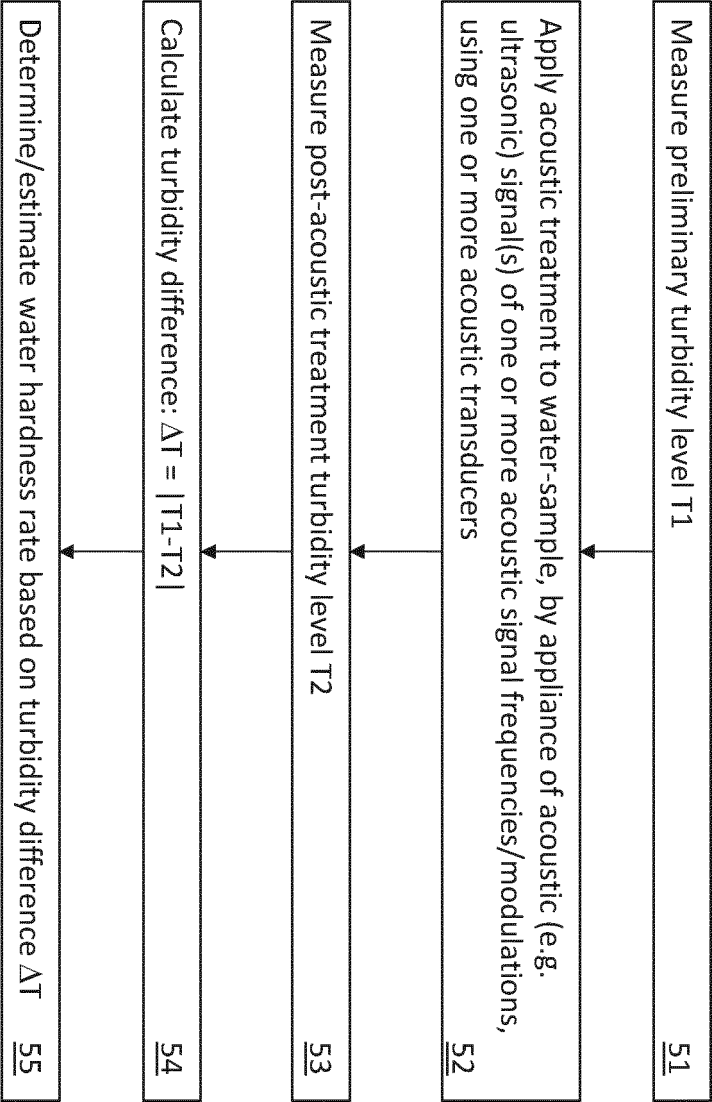 Measure preliminary turbidity level T1
51
Apply acoustic treatment to water-sample, by appliance of acoustic (e.g.
ultrasonic) signal(s) of one or more acoustic signal frequencies/modulations,
using one or more acoustic transducers
52
Measure post-acoustic treatment turbidity level T2
53
Calculate turbidity difference: ΔT = |T1-T2|
54
Determine/estimate water hardness rate based on turbidity difference ΔT
55